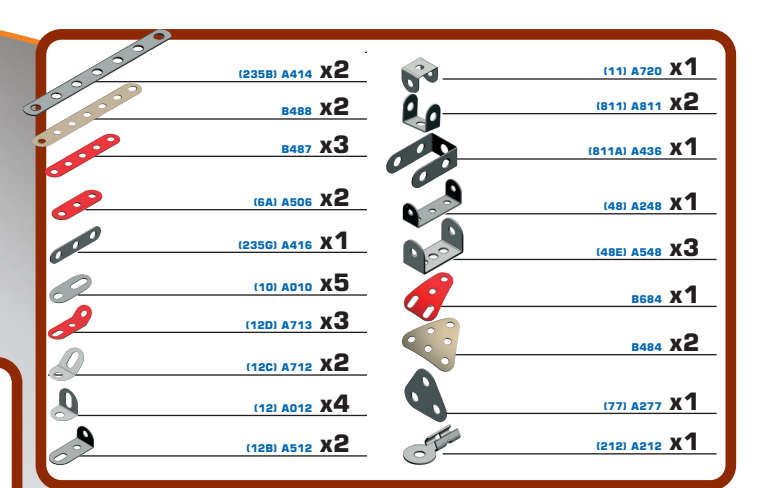 (235B) A414 x2
B488 x2
B487 x3
(6A) A506 x2
(235G) A416 x1
(10) A010 x5
(12D) A713 x3
(12C) A712 x2
(12) A012 x4
(12B) A512 x2
(11) A720 x1
(811) A811 x2
(811A) A436 x1
(48) A248 x1
(48E) A548 x3
B684 x1
B484 x2
(77) A277 x1
(212) A212 x1